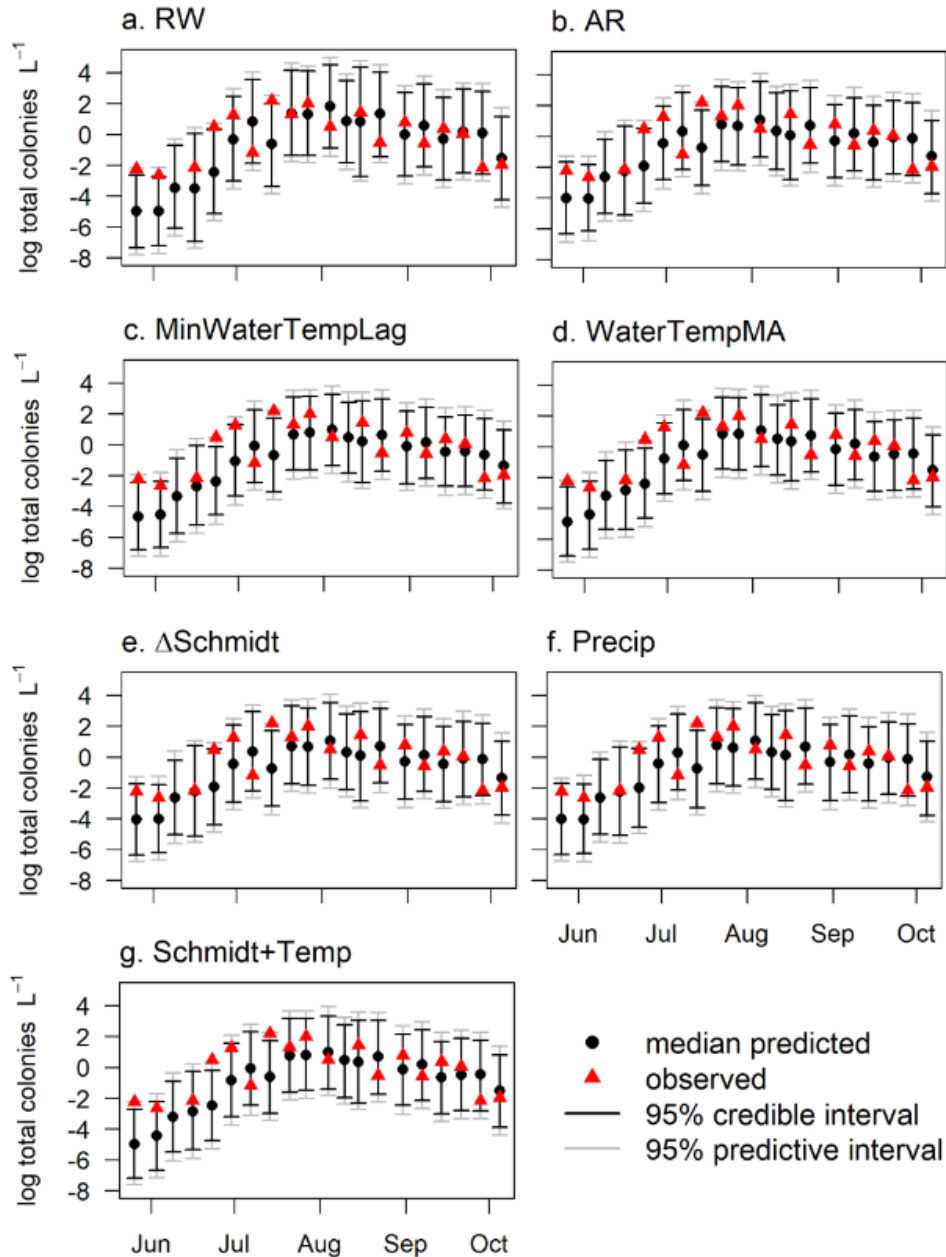 a. RW
b. AR
log total colonies L⁻¹
4
2
0
-2
-4
-6
-8
c. MinWaterTempLag
d. WaterTempMA
log total colonies L⁻¹
4
2
0
-2
-4
-6
-8
e. ΔSchmidt
f. Precip
log total colonies L⁻¹
4
2
0
-2
-4
-6
-8
Jun Jul Aug Sep Oct
g. Schmidt+Temp
log total colonies L⁻¹
4
2
0
-2
-4
-6
-8
Jun Jul Aug Sep Oct
median predicted
observed
95% credible interval
95% predictive interval